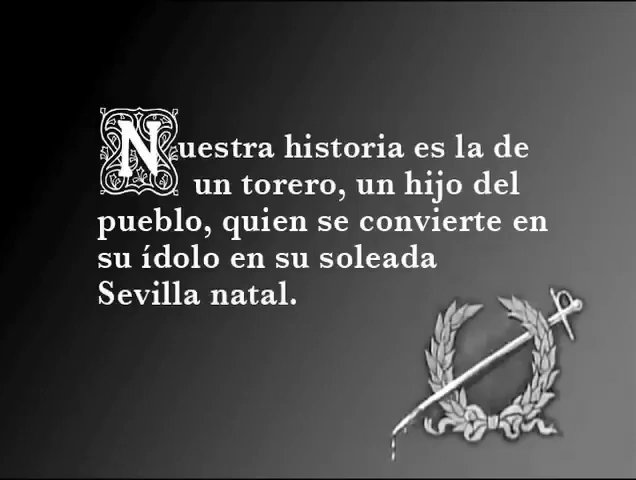 Nuestra historia es la de
un torero, un hijo del
pueblo, quien se convierte en
su ídolo en su soleada
Sevilla natal.